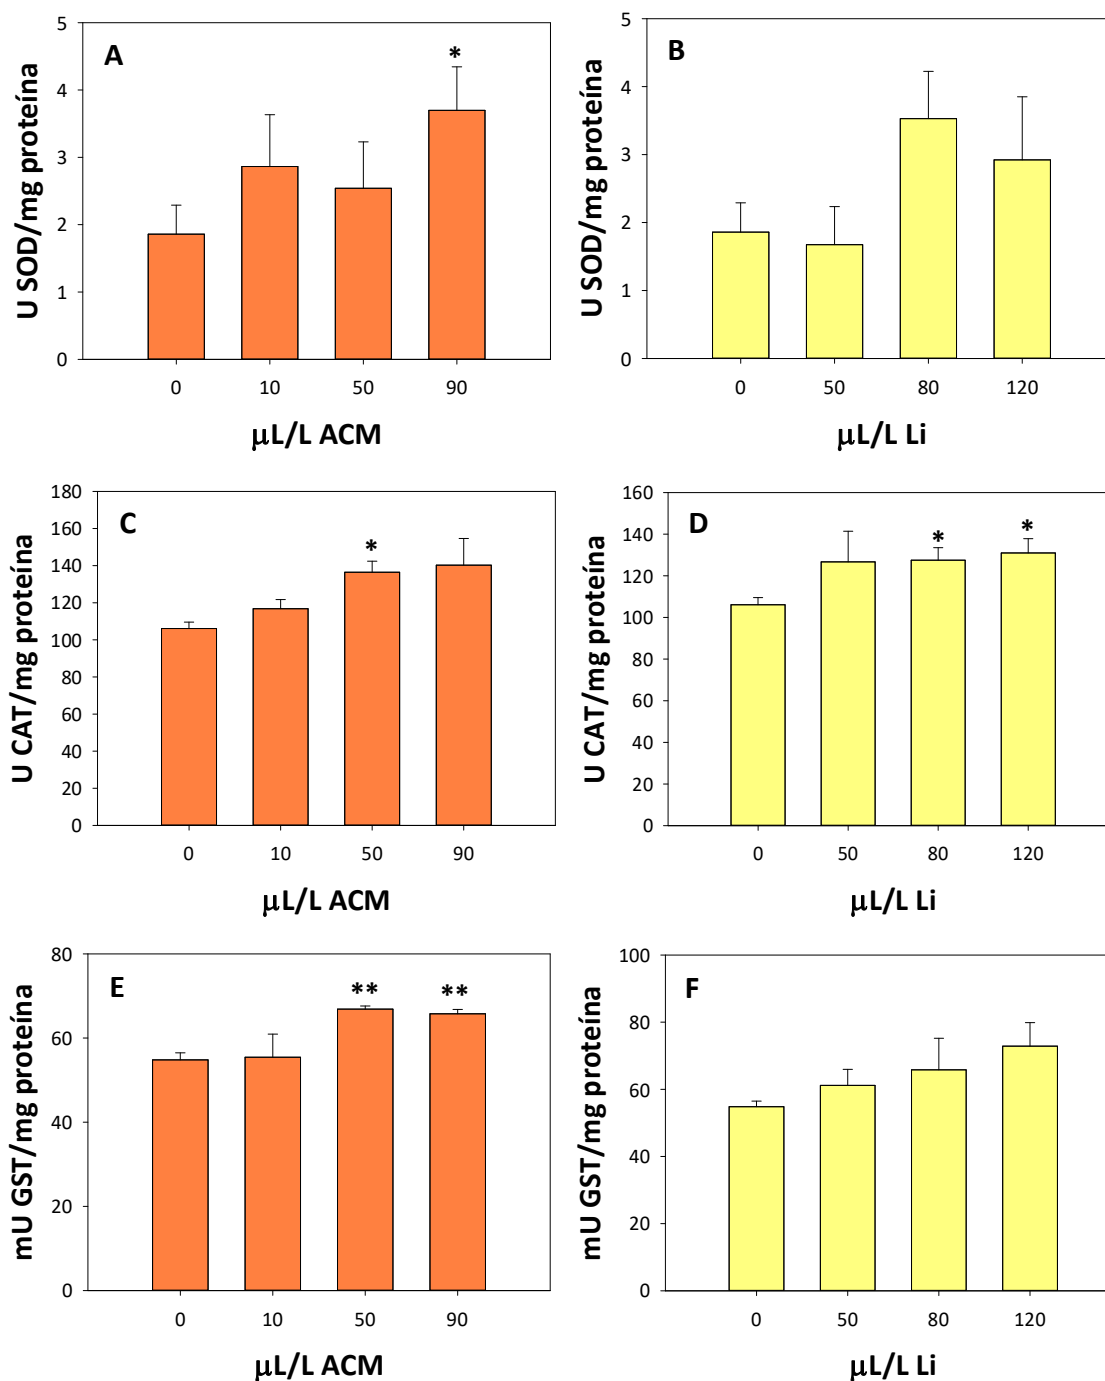 A
U SOD/mg proteína
5
4
3
2
1
0
*
0 10 50 90
μL/L ACM
B
U SOD/mg proteína
5
4
3
2
1
0
0 50 80 120
μL/L Li
C
U CAT/mg proteína
180
160
140
120
100
80
60
40
20
0
*
0 10 50 90
μL/L ACM
D
U CAT/mg proteína
160
140
120
100
80
60
40
20
0
* *
0 50 80 120
μL/L Li
E
mU GST/mg proteína
80
60
40
20
0
** **
0 10 50 90
μL/L ACM
F
mU GST/mg proteína
100
80
60
40
20
0
0 50 80 120
μL/L Li